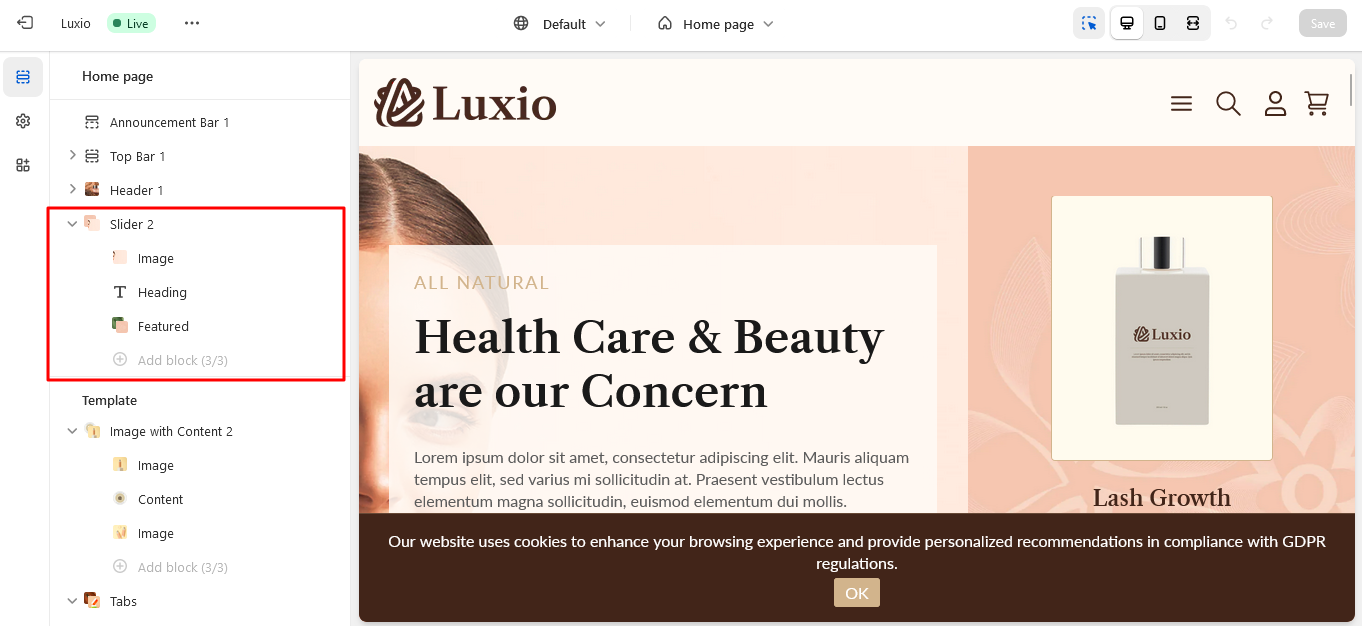 Luxio
Live
Default
Home page
Save
Home page
Announcement Bar 1
Top Bar 1
Header 1
Slider 2
Image
Heading
Featured
Add block (3/3)
Template
Image with Content 2
Image
Content
Image
Add block (3/3)
Tabs
Luxio
ALL NATURAL
Health Care & Beauty
are our Concern
Lorem ipsum dolor sit amet, consectetur adipiscing elit. Mauris aliquam
tempus elit, sed varius mi sollicitudin at. Praesent vestibulum lectus
elementum magna sollicitudin, euismod elementum dui mollis.
Luxio
Lash Growth
Our website uses cookies to enhance your browsing experience and provide personalized recommendations in compliance with GDPR
regulations.
OK